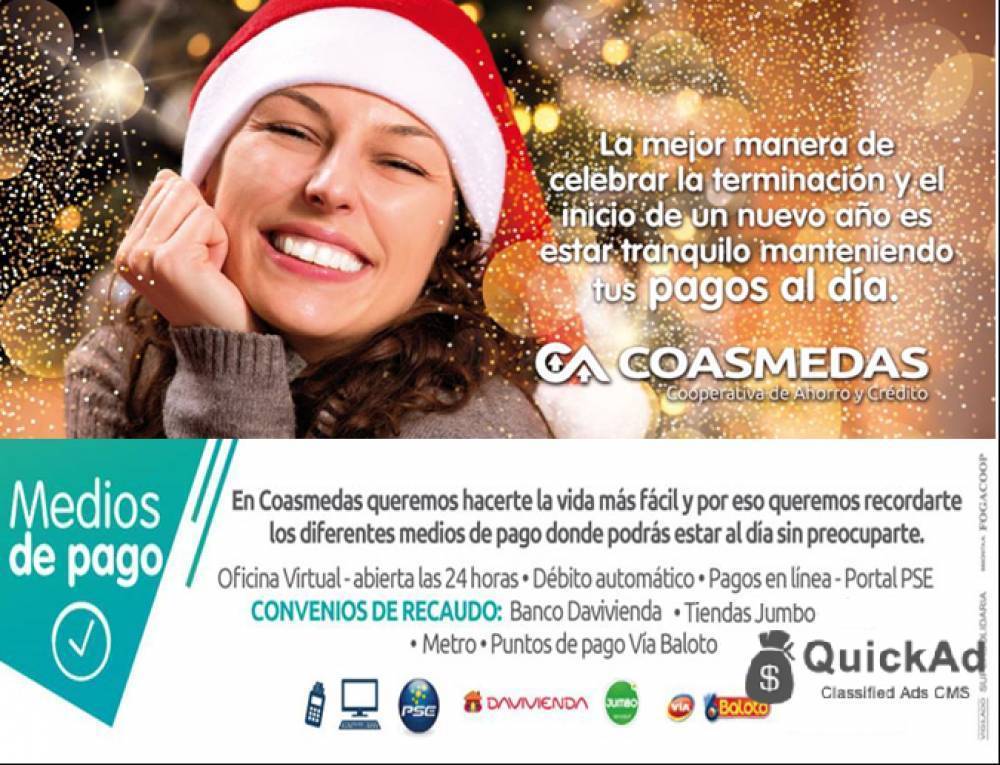 La mejor manera de
celebrar la terminación y el
inicio de un nuevo año es
estar tranquilo manteniendo
tus pagos al día.
COASMEDAS
Cooperativa de Ahorro y Crédito
Medios
de pago
En Coasmedas queremos hacerte la vida más fácil y por eso queremos recordarte
los diferentes medios de pago donde podrás estar al día sin preocuparte.
Oficina Virtual - abierta las 24 horas • Débito automático • Pagos en línea - Portal PSE
CONVENIOS DE RECAUDO: Banco Davivienda • Tiendas Jumbo
• Metro • Puntos de pago Vía Baloto
PSE
DAVIVIENDA
JUMBO
VÍA
Baloto
QuickAd
Classified Ads CMS
FOGACOOP
VIGILADO